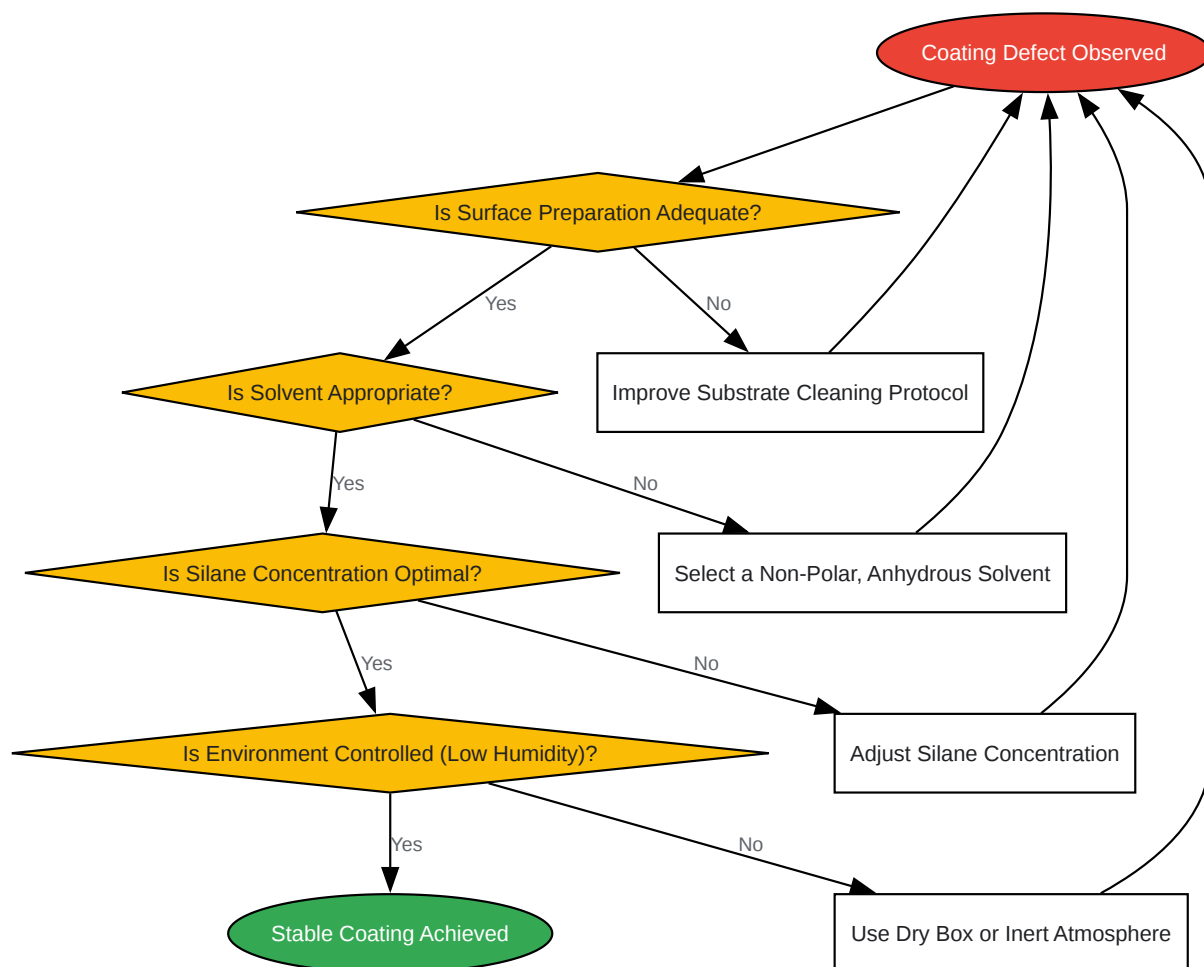 Coating Defect Observed
Is Surface Preparation Adequate?
Yes
No
Is Solvent Appropriate?
Improve Substrate Cleaning Protocol
Yes
No
Is Silane Concentration Optimal?
Select a Non-Polar, Anhydrous Solvent
Yes
No
Is Environment Controlled (Low Humidity)?
Adjust Silane Concentration
Yes
No
Stable Coating Achieved
Use Dry Box or Inert Atmosphere